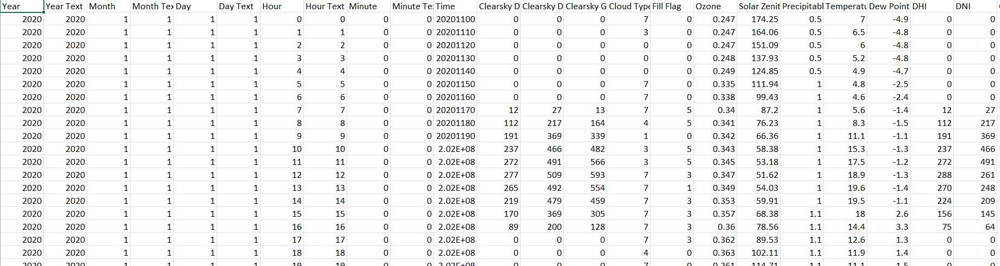 Year Year Text Month Month Tex Day Day Text Hour Hour Text Minute Minute Te: Time Clearsky D Clearsky D Clearsky G Cloud Type Fill Flag Ozone Solar Zenit Precipitabl Temperatu Dew Point DHI DNI
2020 2020 1 1 1 1 0 0 0 0 20201100 0 0 0 7 0 0.247 174.25 0.5 7 -4.9 0 0
2020 2020 1 1 1 1 1 1 0 0 20201110 0 0 0 3 0 0.247 164.06 0.5 6.5 -4.8 0 0
2020 2020 1 1 1 1 2 2 0 0 20201120 0 0 0 0 0 0.247 151.09 0.5 6 -4.8 0 0
2020 2020 1 1 1 1 3 3 0 0 20201130 0 0 0 0 0 0.248 137.93 0.5 5.2 -4.8 0 0
2020 2020 1 1 1 1 4 4 0 0 20201140 0 0 0 0 0 0.249 124.85 0.5 4.9 -4.7 0 0
2020 2020 1 1 1 1 5 5 0 0 20201150 0 0 0 7 0 0.335 111.94 1 4.8 -2.5 0 0
2020 2020 1 1 1 1 6 6 0 0 20201160 0 0 0 7 0 0.338 99.43 1 4.6 -2.4 0 0
2020 2020 1 1 1 1 7 7 0 0 20201170 12 27 13 7 5 0.34 87.2 1 5.6 -1.4 12 27
2020 2020 1 1 1 1 8 8 0 0 20201180 112 217 164 4 5 0.341 76.23 1 8.3 -1.5 112 217
2020 2020 1 1 1 1 9 9 0 0 20201190 191 369 339 1 0 0.342 66.36 1 11.1 -1.1 191 369
2020 2020 1 1 1 1 10 10 0 0 2.02E+08 237 466 482 3 5 0.343 58.38 1 15.3 -1.3 237 466
2020 2020 1 1 1 1 11 11 0 0 2.02E+08 272 491 566 3 5 0.345 53.18 1 17.5 -1.2 272 491
2020 2020 1 1 1 1 12 12 0 0 2.02E+08 277 509 593 7 3 0.347 51.62 1 18.9 -1.3 288 261
2020 2020 1 1 1 1 13 13 0 0 2.02E+08 265 492 554 7 1 0.349 54.03 1 19.6 -1.4 270 248
2020 2020 1 1 1 1 14 14 0 0 2.02E+08 219 479 459 7 3 0.353 59.91 1 19.5 -1.1 224 209
2020 2020 1 1 1 1 15 15 0 0 2.02E+08 170 369 305 7 3 0.357 68.38 1.1 18 2.6 156 145
2020 2020 1 1 1 1 16 16 0 0 2.02E+08 89 200 128 7 3 0.36 78.56 1.1 14.4 3.3 75 64
2020 2020 1 1 1 1 17 17 0 0 2.02E+08 0 0 0 7 3 0.362 89.53 1.1 12.6 1.3 0 0
2020 2020 1 1 1 1 18 18 0 0 2.02E+08 0 0 0 4 0 0.363 102.11 1.1 11.9 1.4 0 0
2020 2020 1 1 1 1 19 19 0 0 2.02E+08 0 0 0 7 0 0.361 114.71 1.1 11.1 1.5 0 0